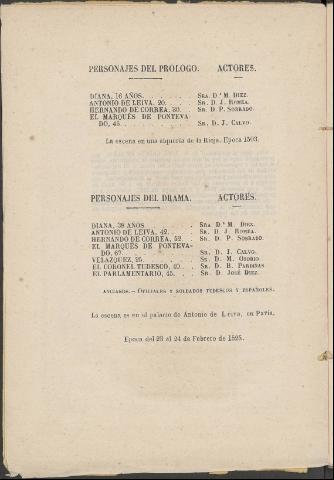 PERSONAJES DEL PROLOGO. ACTORES.
DIANA, 16 AÑOS. . . . . . . SRA. D.ª M. DIEZ.
ANTONIO DE LEIVA, 20. . . . SR. D. J. ROMEA.
HERNANDO DE CORREA, 30. . . SR. D. P. SOBRADO.
EL MARQUÉS DE PONTEVA-
DO, 45. . . . . . . . . SR. D. J. CALVO.
La escena en una alquería de la Rioja. Epoca 1503.
PERSONAJES DEL DRAMA. ACTORES.
DIANA, 38 AÑOS . . . . . . SRA D.ª M. DIEZ.
ANTONIO DE LEIVA, 42. . . . SR. D. J. ROMEA.
HERNANDO DE CORREA, 52 . . SR. D. P. SOBRADO
EL MARQUÉS DE PONTEVA-
DO, 67. . . . . . . . . SR. D. J. CALVO.
VELAZQUEZ, 25. . . . . . . SR. D. M. OSORIO
EL CORONEL TUDESCO, 40 . . SR. D. B. PARDIÑAS
EL PARLAMENTARIO, 45. . . . SR. D. JOSÉ DIEZ.
ANCIANOS.—OFICIALES Y SOLDADOS TUDESCOS Y ESPAÑOLES.
La escena es en el palacio de Antonio de Leiva, en Pavía.
Epoca del 23 al 24 de Febrero de 1525.